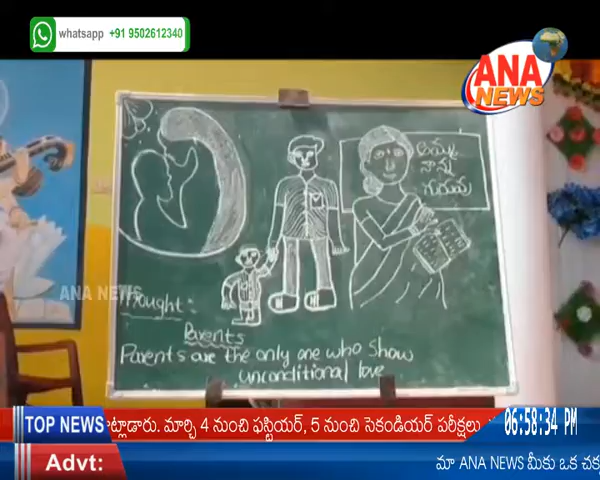 whatsapp +91 9502612340
ANA
NEWS
అమ్మ
నాన్న
గురువు
ANA NEWS
Thought:
Parents
Parents are the only one who show
unconditional love
TOP NEWS ట్లాడారు. మార్చి 4 నుంచి ఫస్టియర్, 5 నుంచి సెకండియర్ పరీక్షలు 06:58:34 PM
Advt: మా ANA NEWS మీకు ఒక చక్క